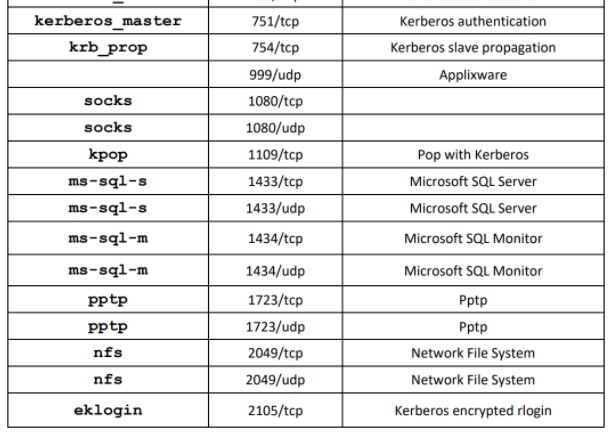 kerberos_master 751/tcp Kerberos authentication
krb_prop 754/tcp Kerberos slave propagation
999/udp Applixware
socks 1080/tcp
socks 1080/udp
kpop 1109/tcp Pop with Kerberos
ms-sql-s 1433/tcp Microsoft SQL Server
ms-sql-s 1433/udp Microsoft SQL Server
ms-sql-m 1434/tcp Microsoft SQL Monitor
ms-sql-m 1434/udp Microsoft SQL Monitor
pptp 1723/tcp Pptp
pptp 1723/udp Pptp
nfs 2049/tcp Network File System
nfs 2049/udp Network File System
eklogin 2105/tcp Kerberos encrypted rlogin